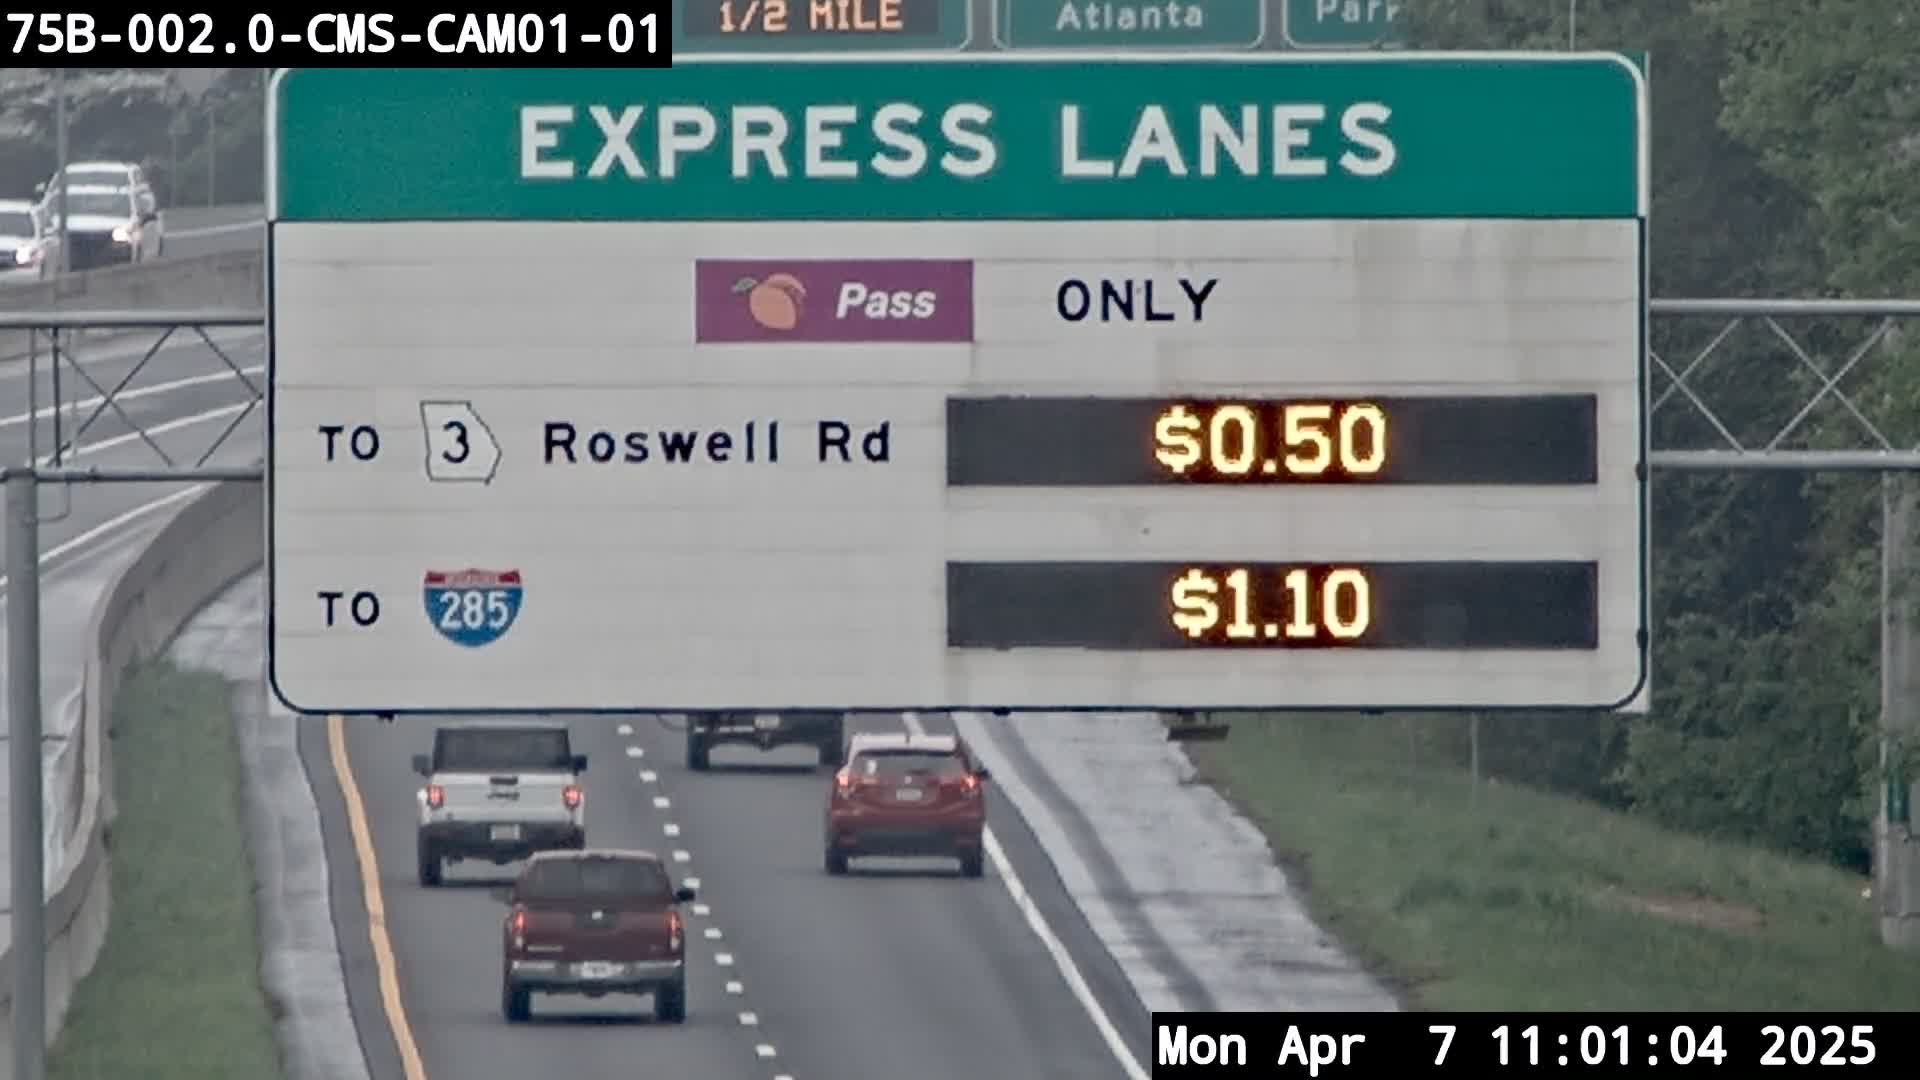 75B-002.0-CMS-CAM01-01
1/2 MILE
Atlanta
EXPRESS LANES
Pass ONLY
TO 3 Roswell Rd $0.50
TO 285 $1.10
Mon Apr 7 11:01:04 2025